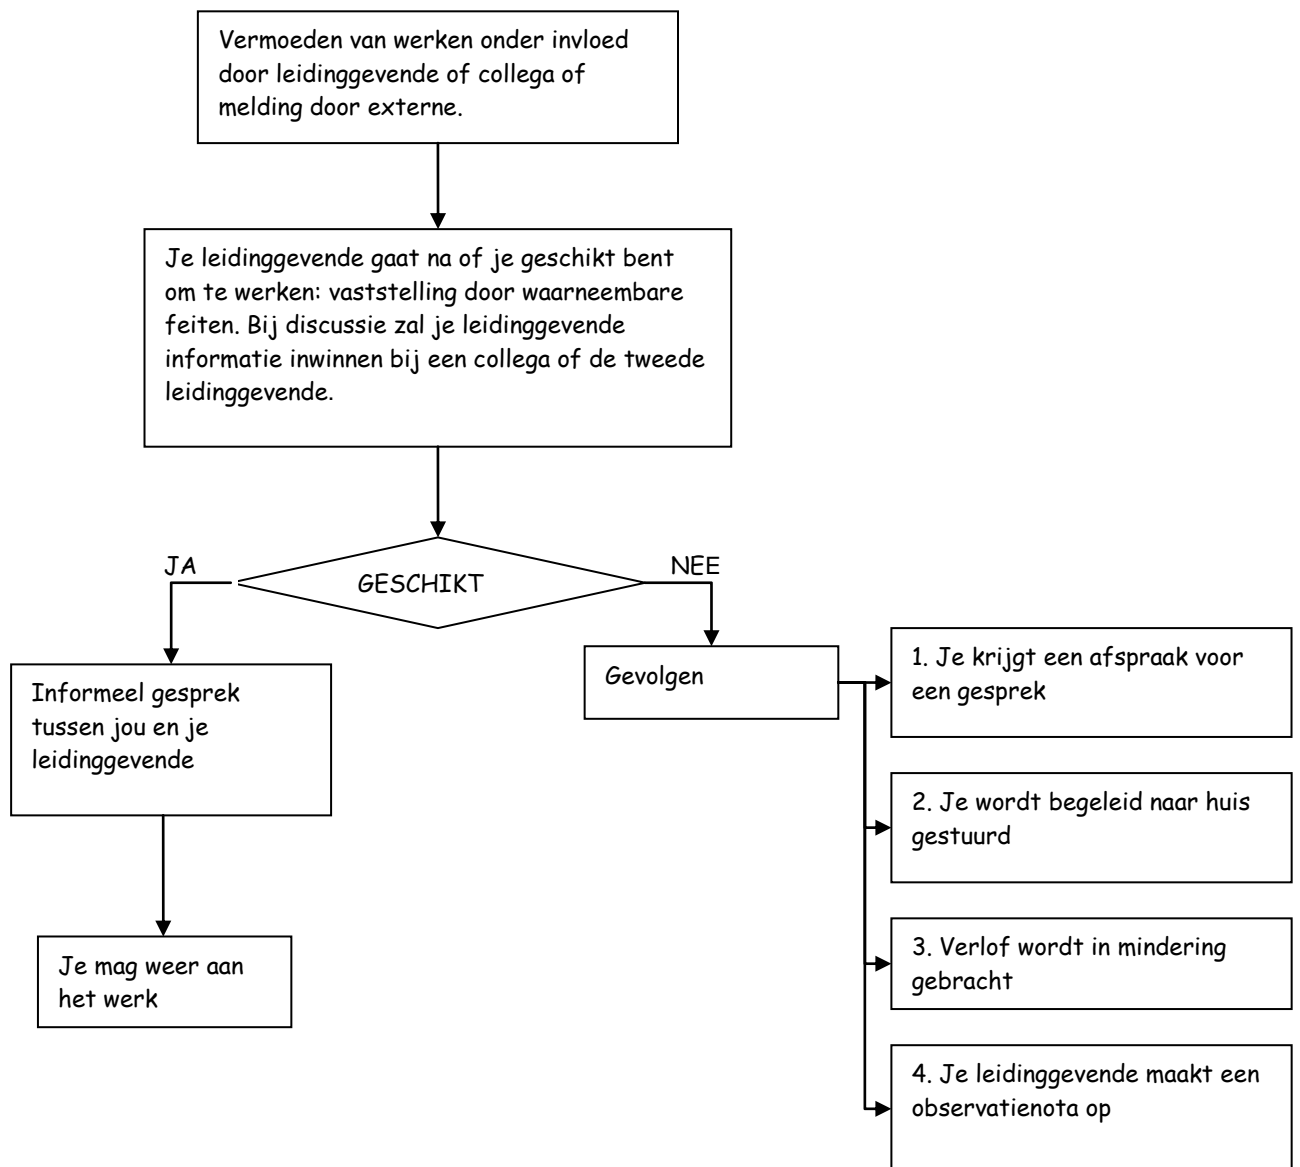 Vermoeden van werken onder invloed
door leidinggevende of collega of
melding door externe.
Je leidinggevende gaat na of je geschikt bent
om te werken: vaststelling door waarneembare
feiten. Bij discussie zal je leidinggevende
informatie inwinnen bij een collega of de tweede
leidinggevende.
JA
GESCHIKT
NEE
Informeel gesprek
tussen jou en je
leidinggevende
Je mag weer aan
het werk
Gevolgen
1. Je krijgt een afspraak voor
een gesprek
2. Je wordt begeleid naar huis
gestuurd
3. Verlof wordt in mindering
gebracht
4. Je leidinggevende maakt een
observatienota op